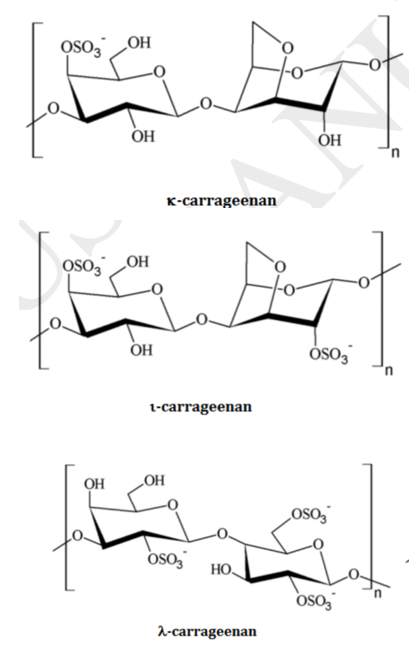 OSO3-
OH
O
O
O
O
O
OH
OH
O
n
κ-carrageenan
OSO3-
OH
O
O
O
O
O
OH
OSO3-
O
n
ι-carrageenan
OH
OH
O
O
OSO3-
O
OSO3-
O
HO
O
OSO3-
n
λ-carrageenan